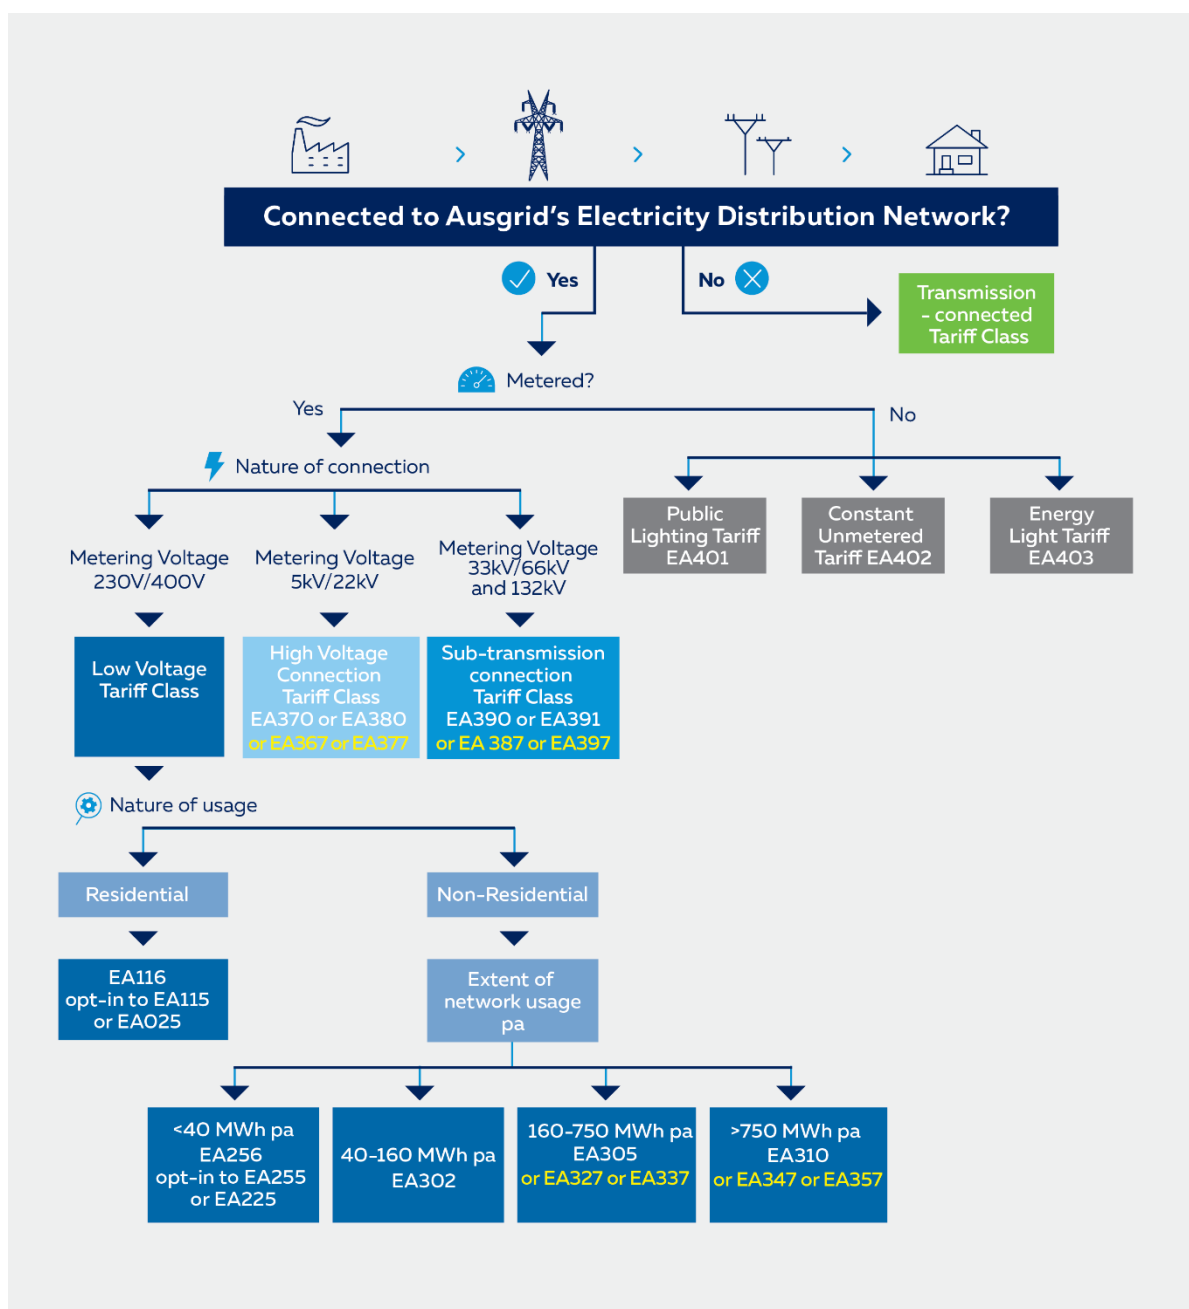 Connected to Ausgrid's Electricity Distribution Network?
Yes
No
Transmission
- connected
Tariff Class
Metered?
Yes
No
Nature of connection
Public
Lighting Tariff
EA401
Constant
Unmetered
Tariff EA402
Energy
Light Tariff
EA403
Metering Voltage
230V/400V
Metering Voltage
5kV/22kV
Metering Voltage
33kV/66kV
and 132kV
Low Voltage
Tariff Class
High Voltage
Connection
Tariff Class
EA370 or EA380
or EA367 or EA377
Sub-transmission
connection
Tariff Class
EA390 or EA391
or EA 387 or EA397
Nature of usage
Residential
Non-Residential
EA116
opt-in to EA115
or EA025
Extent of
network usage
pa
<40 MWh pa
EA256
opt-in to EA255
or EA225
40-160 MWh pa
EA302
160-750 MWh pa
EA305
or EA327 or EA337
>750 MWh pa
EA310
or EA347 or EA357